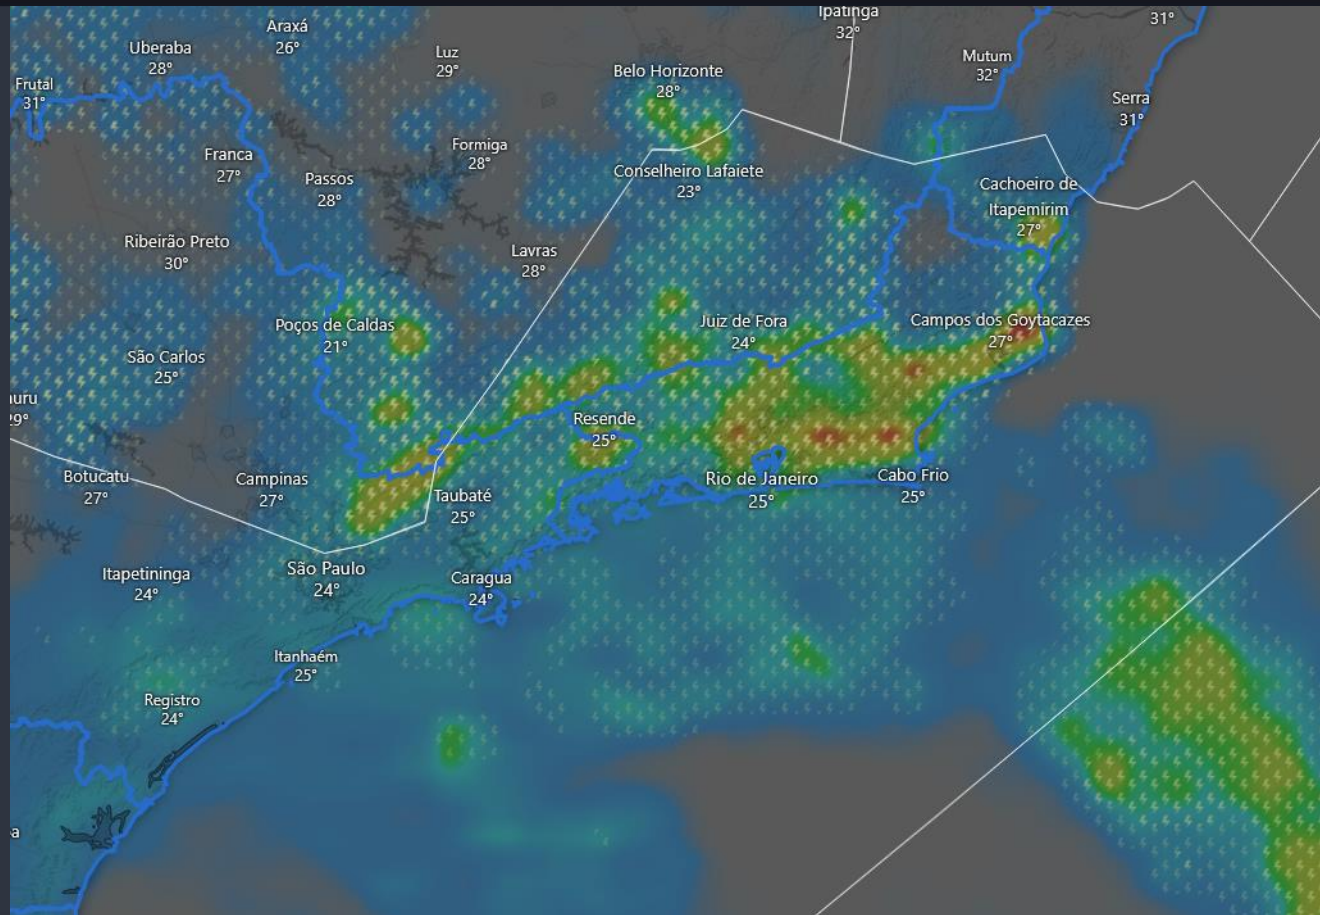 Ipatinga
32°
31°
Araxá
26°
Uberaba
28°
Luz
29°
Mutum
32°
Belo Horizonte
28°
Frutal
31°
Serra
31°
Formiga
28°
Franca
27°
Conselheiro Lafaiete
23°
Passos
28°
Cachoeiro de
Itapemirim
27°
Ribeirão Preto
30°
Lavras
28°
Poços de Caldas
21°
Juiz de Fora
24°
Campos dos Goytacazes
27°
São Carlos
25°
uru
29°
Resende
25°
Botucatu
27°
Campinas
27°
Taubaté
25°
Rio de Janeiro
25°
Cabo Frio
25°
Itapetininga
24°
São Paulo
24°
Caragua
24°
Itanhaém
25°
Registro
24°
a